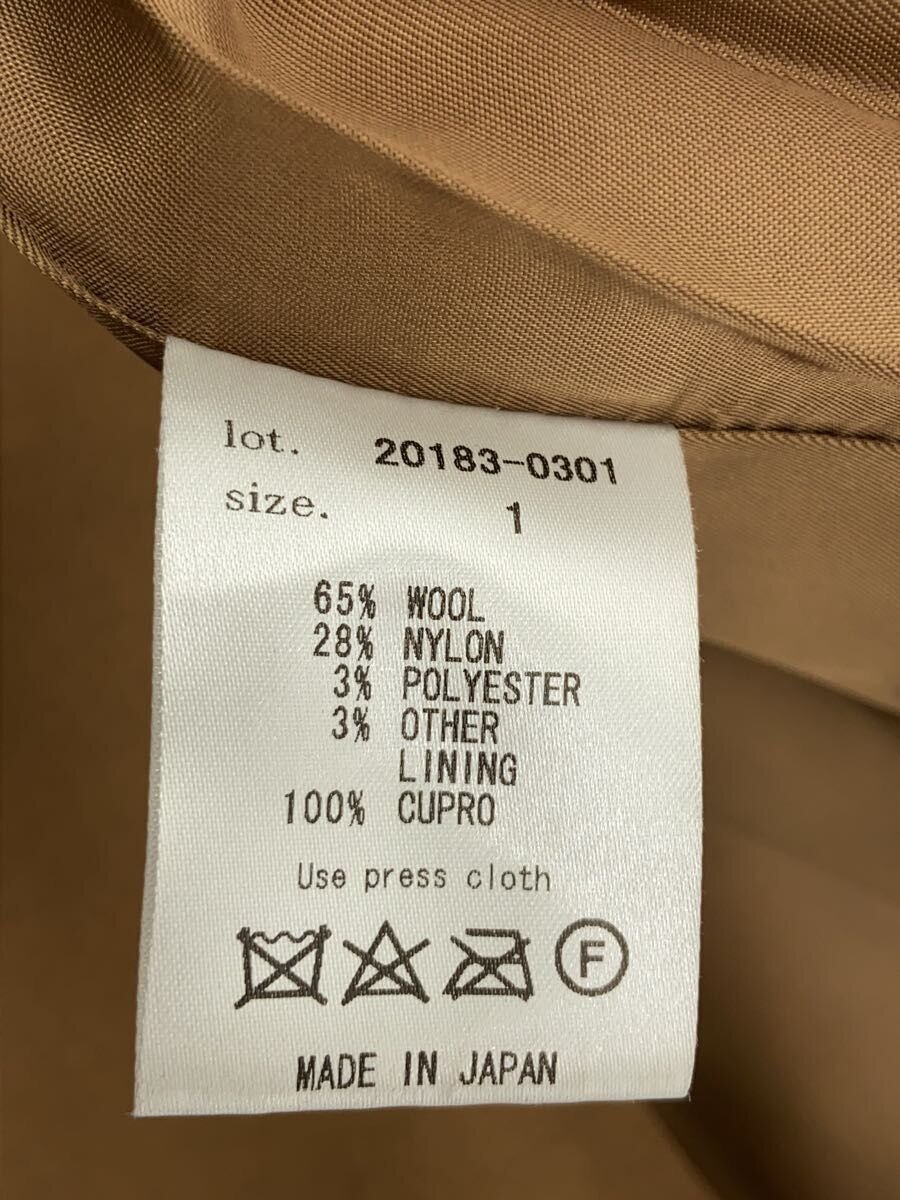 lot. 20183-0301
size. 1
65% WOOL
28% NYLON
3% POLYESTER
3% OTHER
LINING
100% CUPRO
Use press cloth
F
MADE IN JAPAN